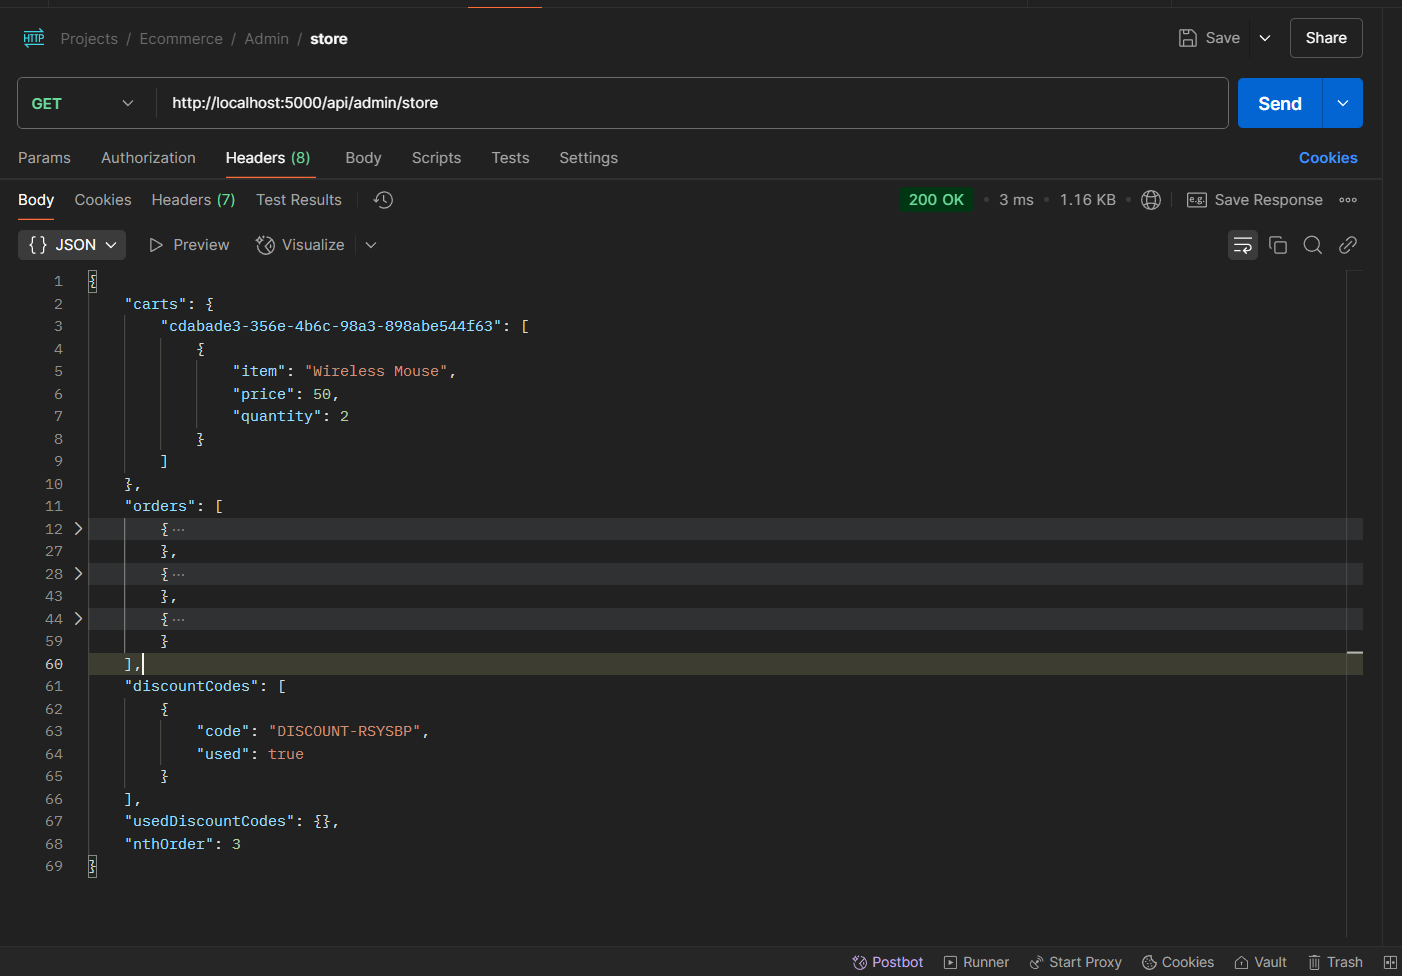 HTTP Projects / Ecommerce / Admin / store Save Share
GET http://localhost:5000/api/admin/store Send
Params Authorization Headers (8) Body Scripts Tests Settings Cookies
Body Cookies Headers (7) Test Results 200 OK • 3 ms • 1.16 KB • e.g. Save Response
{} JSON Preview Visualize
1 {
2 "carts": {
3 "cdabade3-356e-4b6c-98a3-898abe544f63": [
4 {
5 "item": "Wireless Mouse",
6 "price": 50,
7 "quantity": 2
8 }
9 ]
10 },
11 "orders": [
12 { ···
27 },
28 { ···
43 },
44 { ···
59 }
60 ],
61 "discountCodes": [
62 {
63 "code": "DISCOUNT-RSYSBP",
64 "used": true
65 }
66 ],
67 "usedDiscountCodes": {},
68 "nthOrder": 3
69 }
Postbot Runner Start Proxy Cookies Vault Trash